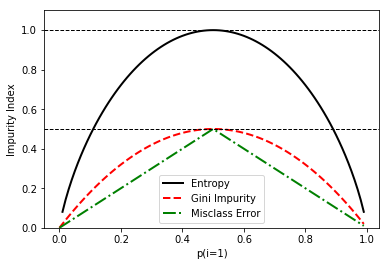 1.0
0.8
0.6
0.4
0.2
0.0
Impurity Index
Entropy
Gini Impurity
Misclass Error
0.0 0.2 0.4 0.6 0.8 1.0
p(i=1)